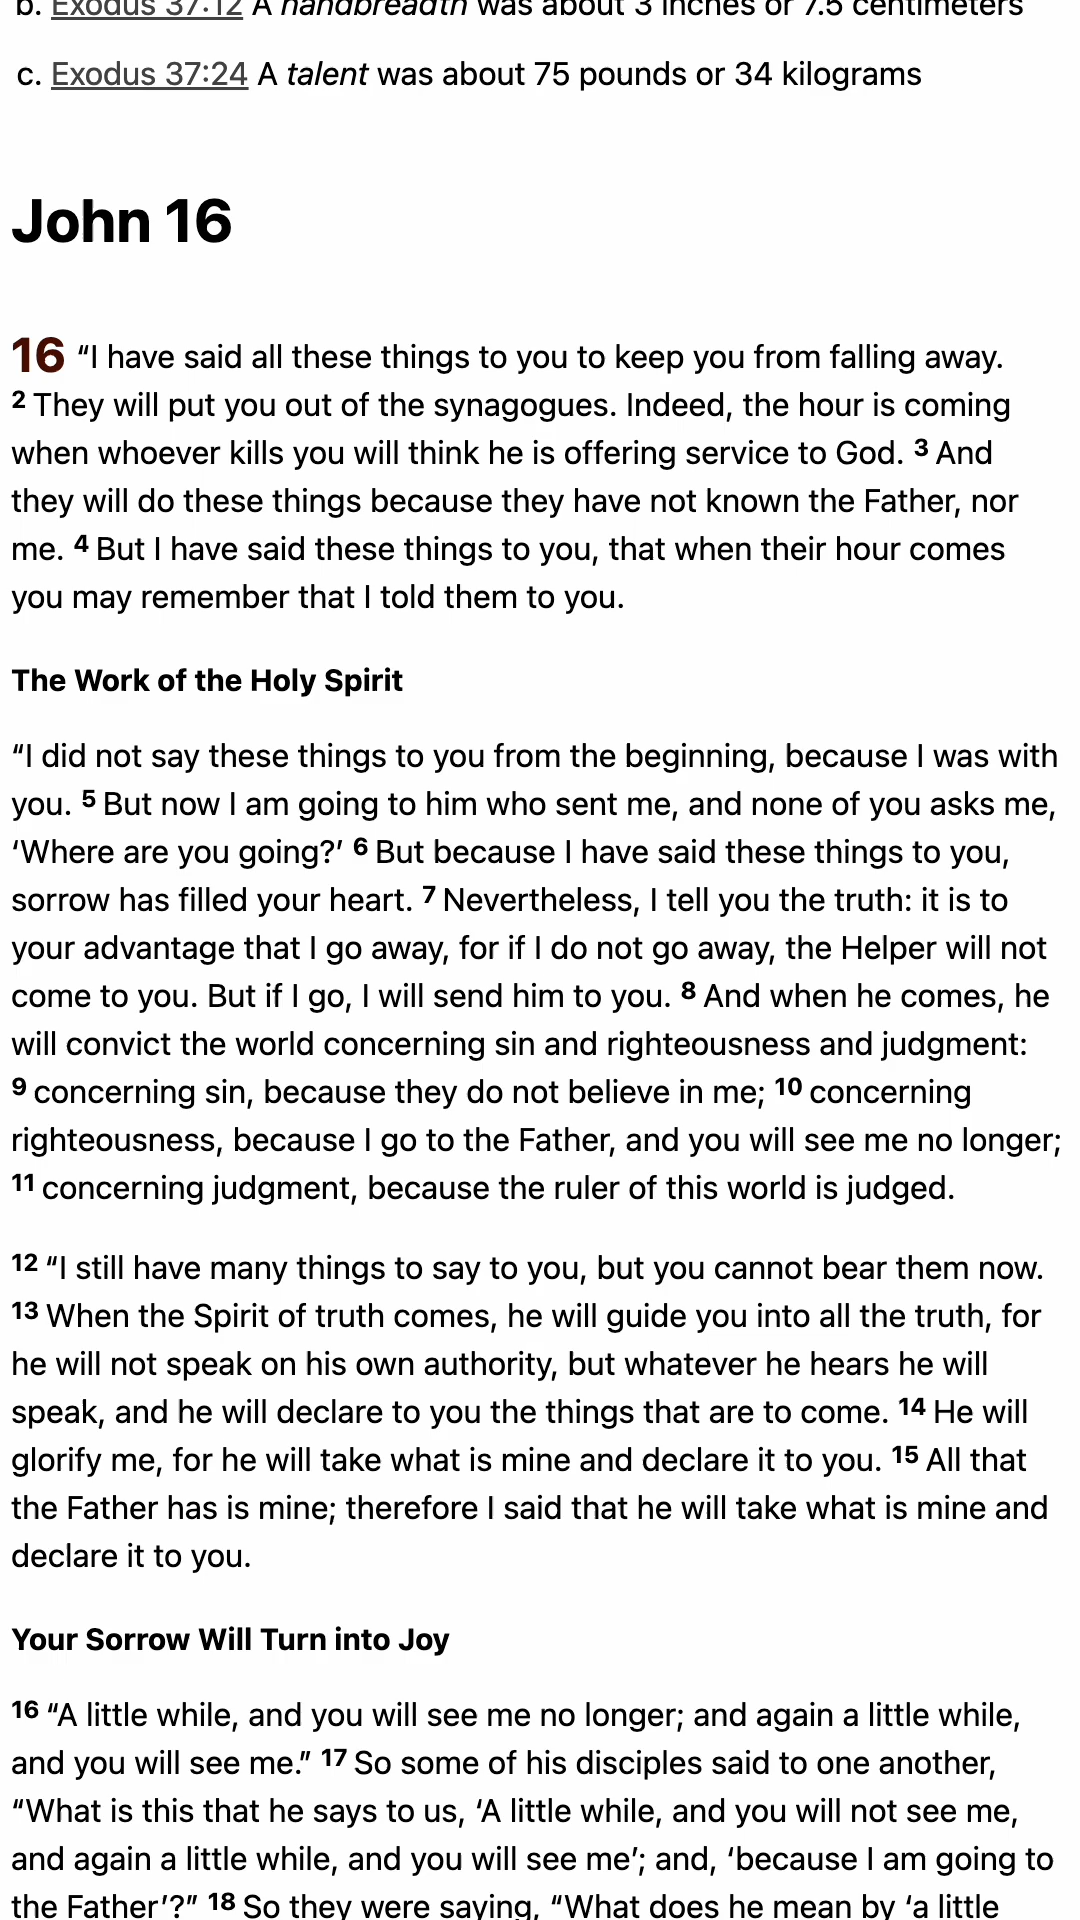 b. Exodus 37:12 A handbreadth was about 3 inches or 7.5 centimeters
c. Exodus 37:24 A talent was about 75 pounds or 34 kilograms
John 16
16 “I have said all these things to you to keep you from falling away.
2 They will put you out of the synagogues. Indeed, the hour is coming
when whoever kills you will think he is offering service to God. 3 And
they will do these things because they have not known the Father, nor
me. 4 But I have said these things to you, that when their hour comes
you may remember that I told them to you.
The Work of the Holy Spirit
“I did not say these things to you from the beginning, because I was with
you. 5 But now I am going to him who sent me, and none of you asks me,
‘Where are you going?’ 6 But because I have said these things to you,
sorrow has filled your heart. 7 Nevertheless, I tell you the truth: it is to
your advantage that I go away, for if I do not go away, the Helper will not
come to you. But if I go, I will send him to you. 8 And when he comes, he
will convict the world concerning sin and righteousness and judgment:
9 concerning sin, because they do not believe in me; 10 concerning
righteousness, because I go to the Father, and you will see me no longer;
11 concerning judgment, because the ruler of this world is judged.
12 “I still have many things to say to you, but you cannot bear them now.
13 When the Spirit of truth comes, he will guide you into all the truth, for
he will not speak on his own authority, but whatever he hears he will
speak, and he will declare to you the things that are to come. 14 He will
glorify me, for he will take what is mine and declare it to you. 15 All that
the Father has is mine; therefore I said that he will take what is mine and
declare it to you.
Your Sorrow Will Turn into Joy
16 “A little while, and you will see me no longer; and again a little while,
and you will see me.” 17 So some of his disciples said to one another,
“What is this that he says to us, ‘A little while, and you will not see me,
and again a little while, and you will see me’; and, ‘because I am going to
the Father’?” 18 So they were saying, “What does he mean by ‘a little